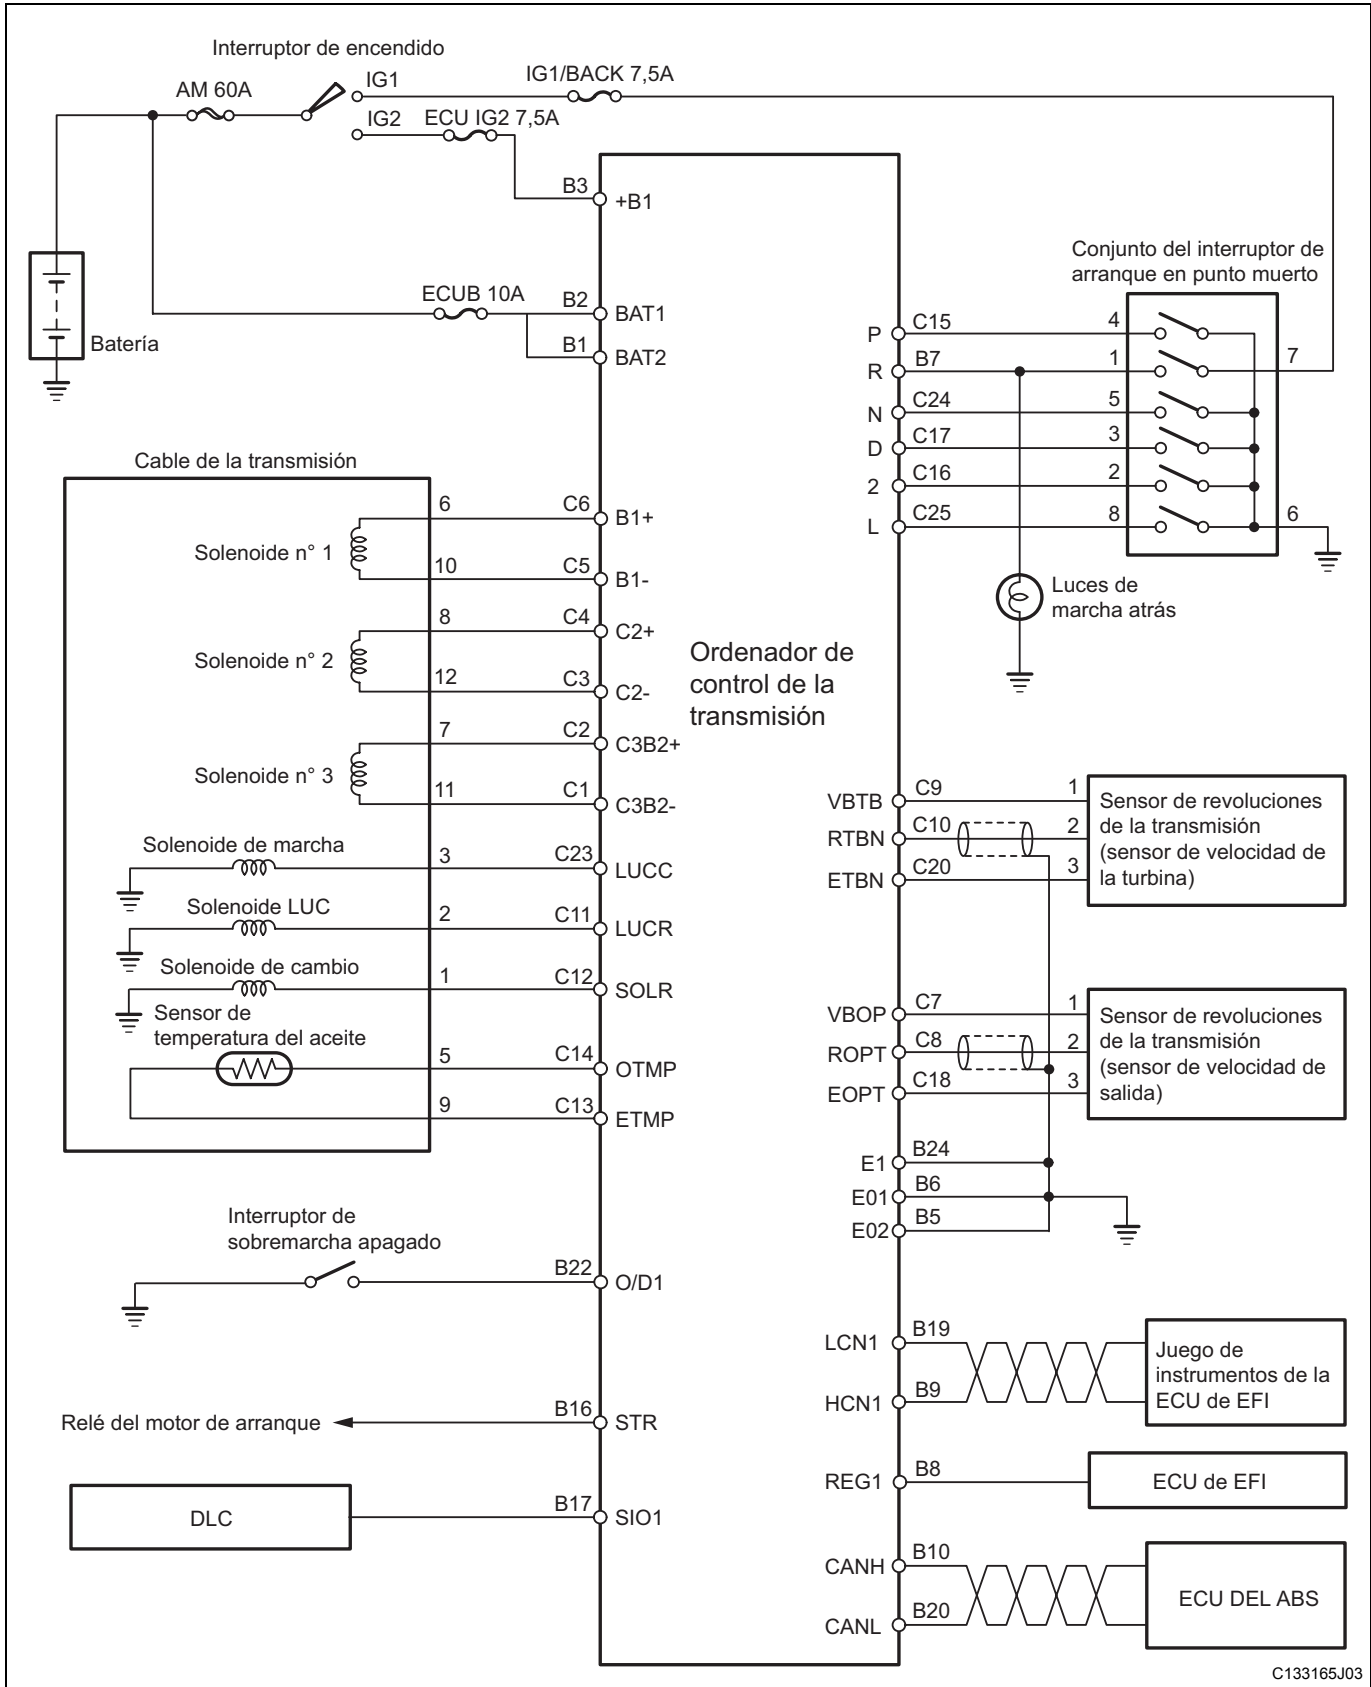 Interruptor de encendido
AM 60A
IG1
IG1/BACK 7,5A
IG2
ECU IG2 7,5A
B3
+B1
Batería
ECUB 10A
B2
BAT1
B1
BAT2
Conjunto del interruptor de
arranque en punto muerto
P
C15
4
R
B7
1
7
N
C24
5
D
C17
3
2
C16
2
L
C25
8
6
Luces de
marcha atrás
Cable de la transmisión
Solenoide n° 1
6
C6
B1+
10
C5
B1-
Solenoide n° 2
8
C4
C2+
12
C3
C2-
Solenoide n° 3
7
C2
C3B2+
11
C1
C3B2-
Solenoide de marcha
3
C23
LUCC
Solenoide LUC
2
C11
LUCR
Solenoide de cambio
1
C12
SOLR
Sensor de
temperatura del aceite
5
C14
OTMP
9
C13
ETMP
Ordenador de
control de la
transmisión
VBTB
C9
1
RTBN
C10
2
ETBN
C20
3
Sensor de revoluciones
de la transmisión
(sensor de velocidad de
la turbina)
VBOP
C7
1
ROPT
C8
2
EOPT
C18
3
Sensor de revoluciones
de la transmisión
(sensor de velocidad de
salida)
E1
B24
E01
B6
E02
B5
Interruptor de
sobremarcha apagado
B22
O/D1
Relé del motor de arranque
B16
STR
DLC
B17
SIO1
LCN1
B19
HCN1
B9
Juego de
instrumentos de la
ECU de EFI
REG1
B8
ECU de EFI
CANH
B10
CANL
B20
ECU DEL ABS
C133165J03